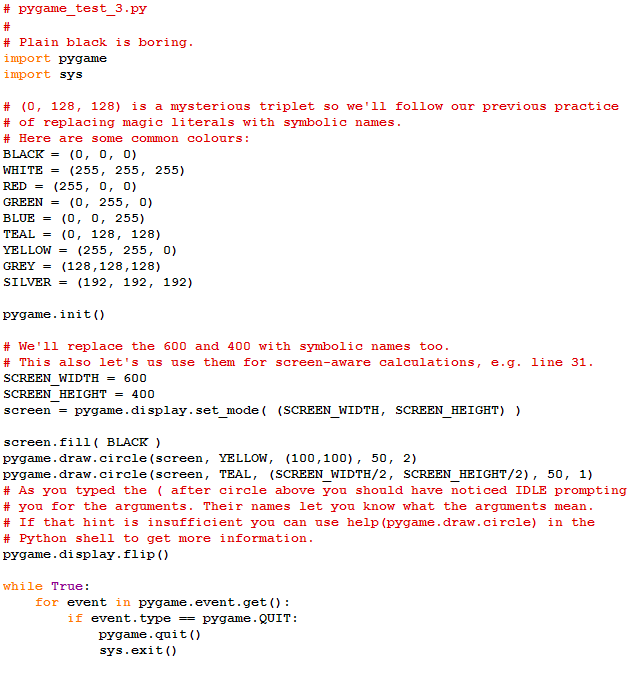 # pygame_test_3.py
#
# Plain black is boring.
import pygame
import sys

# (0, 128, 128) is a mysterious triplet so we'll follow our previous practice
# of replacing magic literals with symbolic names.
# Here are some common colours:
BLACK = (0, 0, 0)
WHITE = (255, 255, 255)
RED = (255, 0, 0)
GREEN = (0, 255, 0)
BLUE = (0, 0, 255)
TEAL = (0, 128, 128)
YELLOW = (255, 255, 0)
GREY = (128,128,128)
SILVER = (192, 192, 192)

pygame.init()

# We'll replace the 600 and 400 with symbolic names too.
# This also let's us use them for screen-aware calculations, e.g. line 31.
SCREEN_WIDTH = 600
SCREEN_HEIGHT = 400
screen = pygame.display.set_mode( (SCREEN_WIDTH, SCREEN_HEIGHT) )

screen.fill( BLACK )
pygame.draw.circle(screen, YELLOW, (100,100), 50, 2)
pygame.draw.circle(screen, TEAL, (SCREEN_WIDTH/2, SCREEN_HEIGHT/2), 50, 1)
# As you typed the ( after circle above you should have noticed IDLE prompting
# you for the arguments. Their names let you know what the arguments mean.
# If that hint is insufficient you can use help(pygame.draw.circle) in the
# Python shell to get more information.
pygame.display.flip()

while True:
    for event in pygame.event.get():
        if event.type == pygame.QUIT:
            pygame.quit()
            sys.exit()